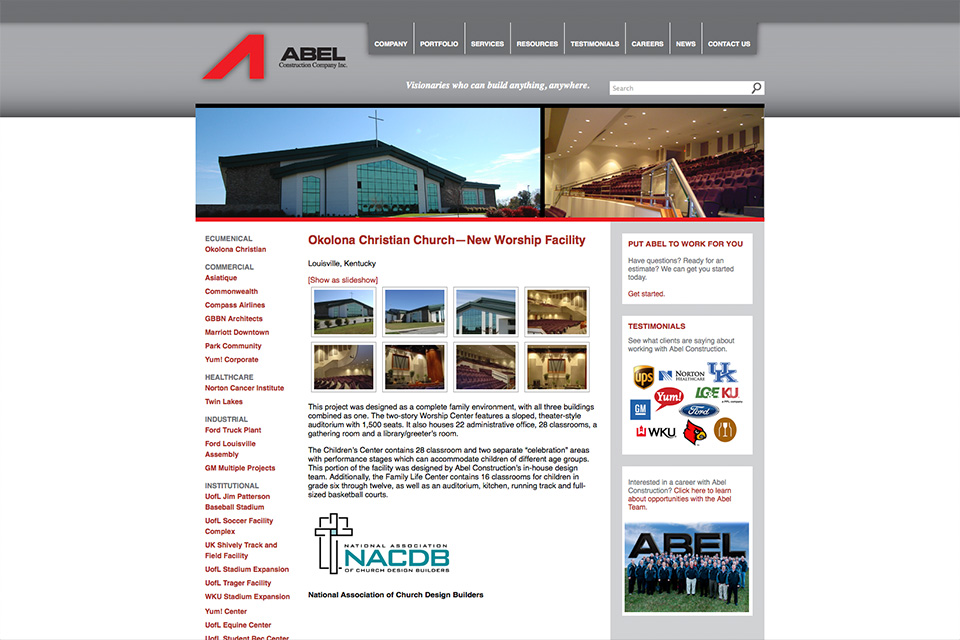 COMPANY
PORTFOLIO
SERVICES
RESOURCES
TESTIMONIALS
CAREERS
NEWS
CONTACT US
ABEL
Construction Company Inc.
Visionaries who can build anything, anywhere.
Search
ECUMENICAL
Okolona Christian
COMMERCIAL
Asiatique
Commonwealth
Compass Airlines
GBBN Architects
Marriott Downtown
Park Community
Yum! Corporate
HEALTHCARE
Norton Cancer Institute
Twin Lakes
INDUSTRIAL
Ford Truck Plant
Ford Louisville
Assembly
GM Multiple Projects
INSTITUTIONAL
UofL Jim Patterson
Baseball Stadium
UofL Soccer Facility
Complex
UK Shively Track and
Field Facility
UofL Stadium Expansion
UofL Trager Facility
WKU Stadium Expansion
Yum! Center
UofL Equine Center
UofL Student Rec Center
Okolona Christian Church—New Worship Facility
Louisville, Kentucky
[Show as slideshow]
This project was designed as a complete family environment, with all three buildings
combined as one. The two-story Worship Center features a sloped, theater-style
auditorium with 1,500 seats. It also houses 22 administrative office, 28 classrooms, a
gathering room and a library/greeter's room.
The Children's Center contains 28 classroom and two separate “celebration” areas
with performance stages which can accommodate children of different age groups.
This portion of the facility was designed by Abel Construction's in-house design
team. Additionally, the Family Life Center contains 16 classrooms for children in
grade six through twelve, as well as an auditorium, kitchen, running track and full-
sized basketball courts.
NATIONAL ASSOCIATION
NACDB
OF CHURCH DESIGN BUILDERS
National Association of Church Design Builders
PUT ABEL TO WORK FOR YOU
Have questions? Ready for an
estimate? We can get you started
today.
Get started.
TESTIMONIALS
See what clients are saying about
working with Abel Construction.
ups
NORTON
HEALTHCARE
UK
Yum!
LG&E KU
a PPL company
GM
Ford
WKU
Interested in a career with Abel
Construction? Click here to learn
about opportunities with the Abel
Team.
ABEL